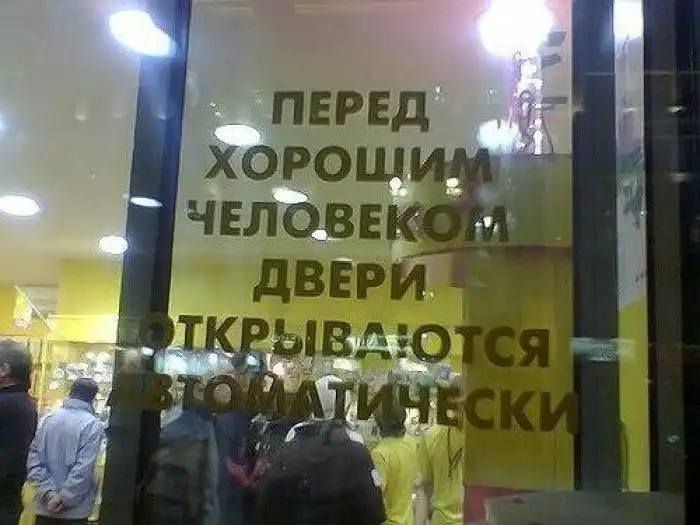 ПЕРЕД
ХОРОШИМ
ЧЕЛОВЕКОМ
ДВЕРИ
ОТКРЫВАЮТСЯ
АВТОМАТИЧЕСКИ